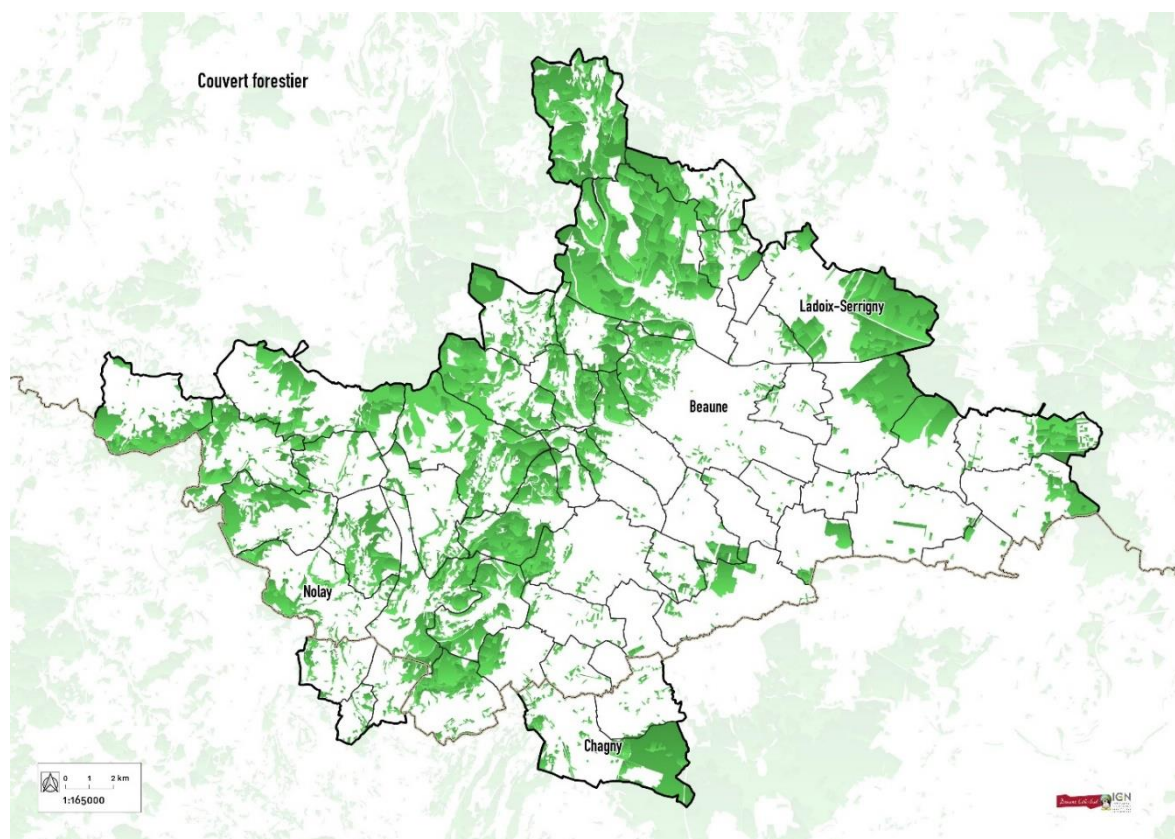 Couvert forestier
Ladoix-Serrigny
Beaune
Nolay
Chagny
0 1 2 km
1:165000
IGN